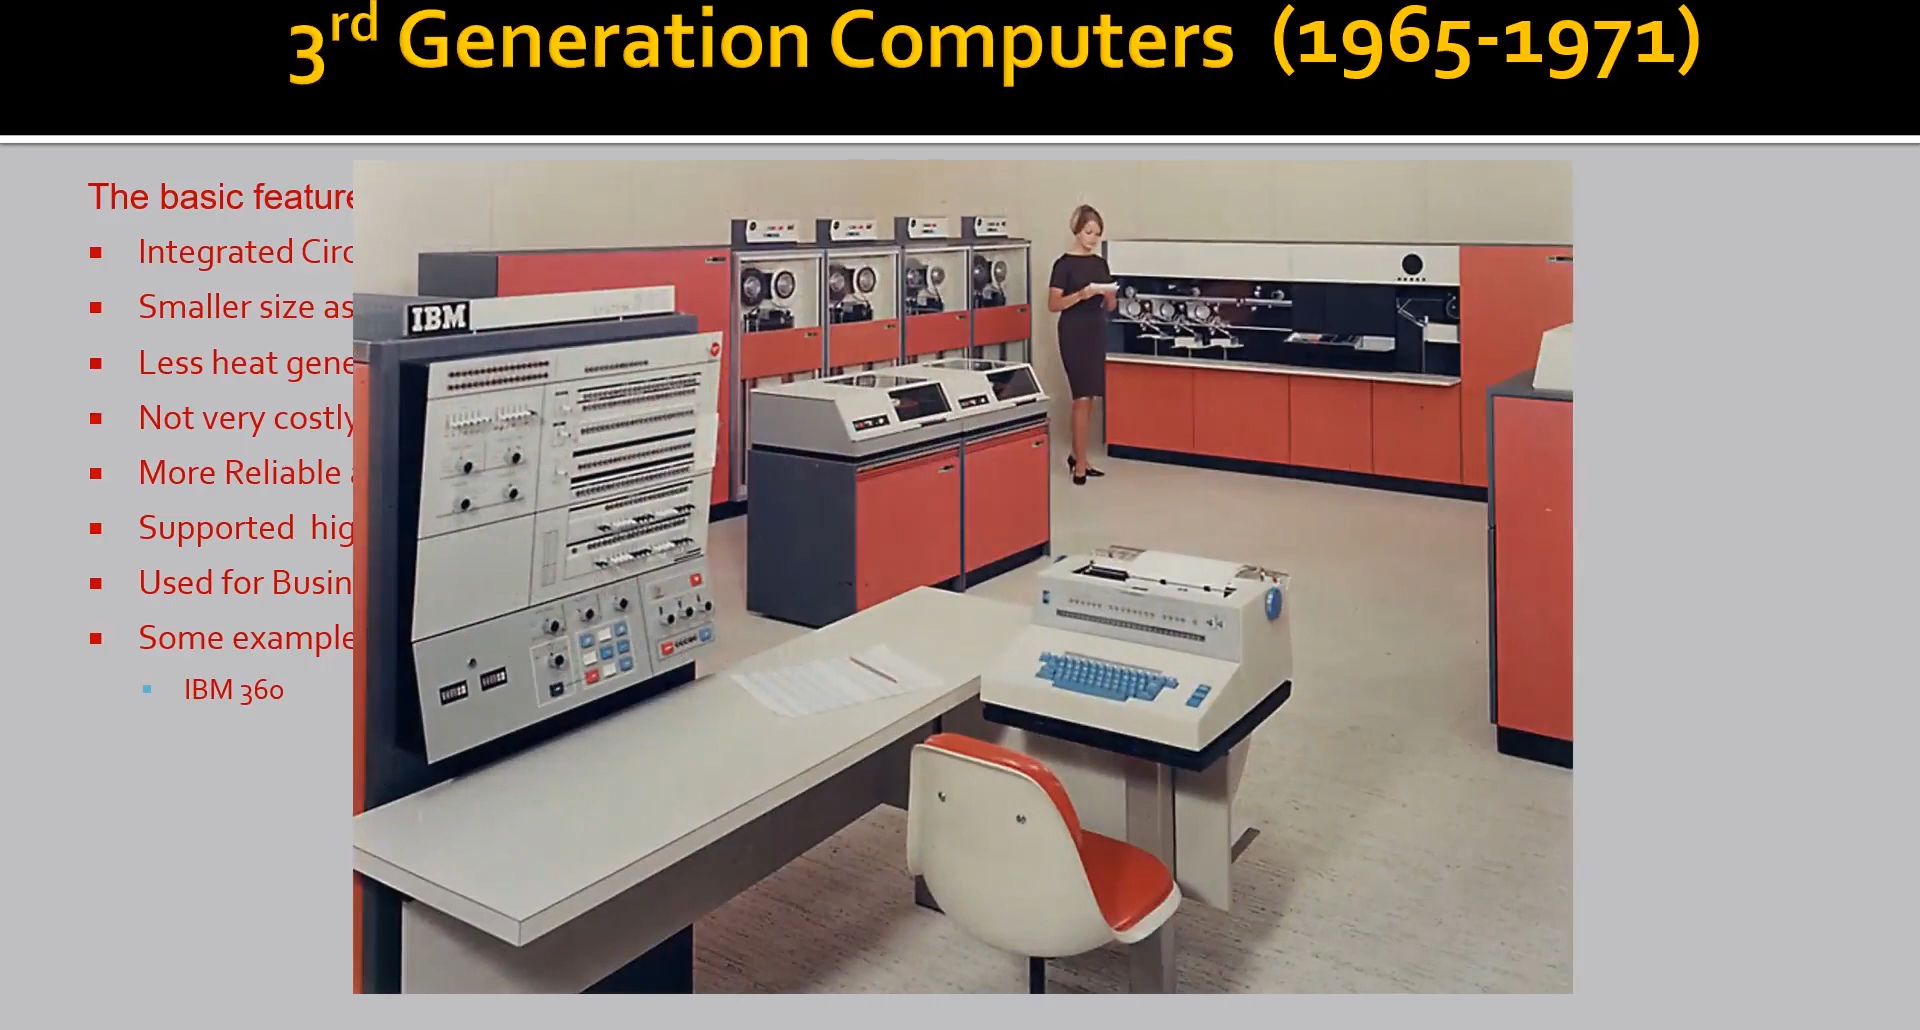 3rd Generation Computers (1965-1971)
The basic feature
Integrated Circ
Smaller size as
Less heat gene
Not very costly
More Reliable
Supported hig
Used for Busin
Some example
IBM 360
IBM